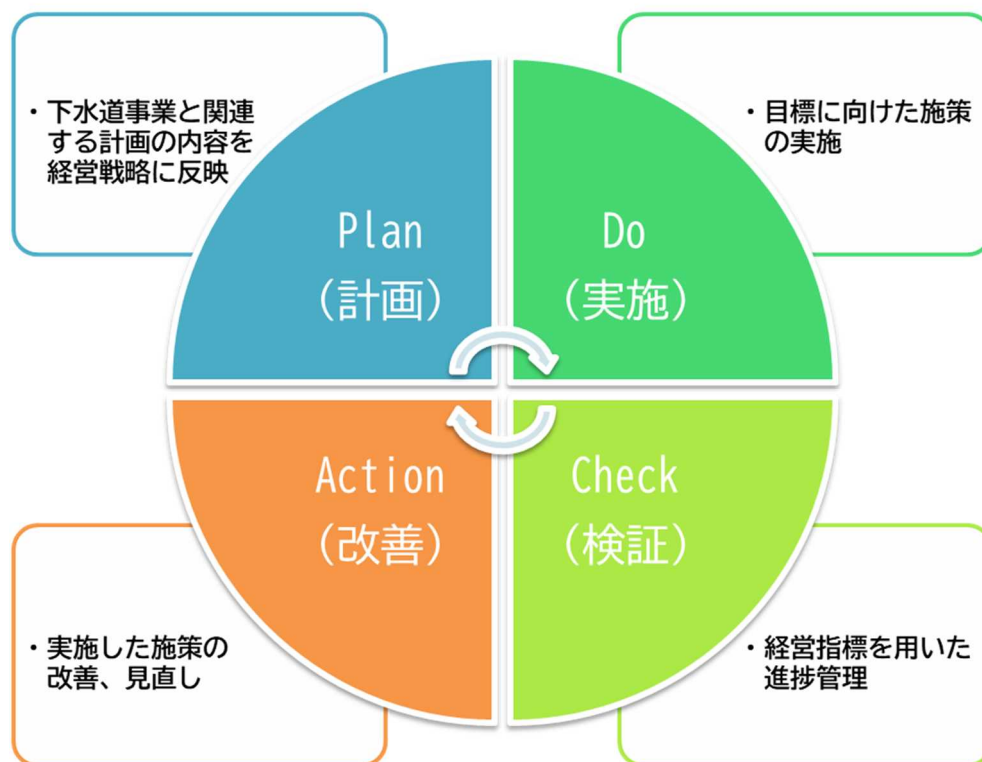 ・下水道事業と関連
する計画の内容を
経営戦略に反映
Plan
（計画）
・目標に向けた施策
の実施
Do
（実施）
・実施した施策の
改善、見直し
Action
（改善）
・経営指標を用いた
進捗管理
Check
（検証）